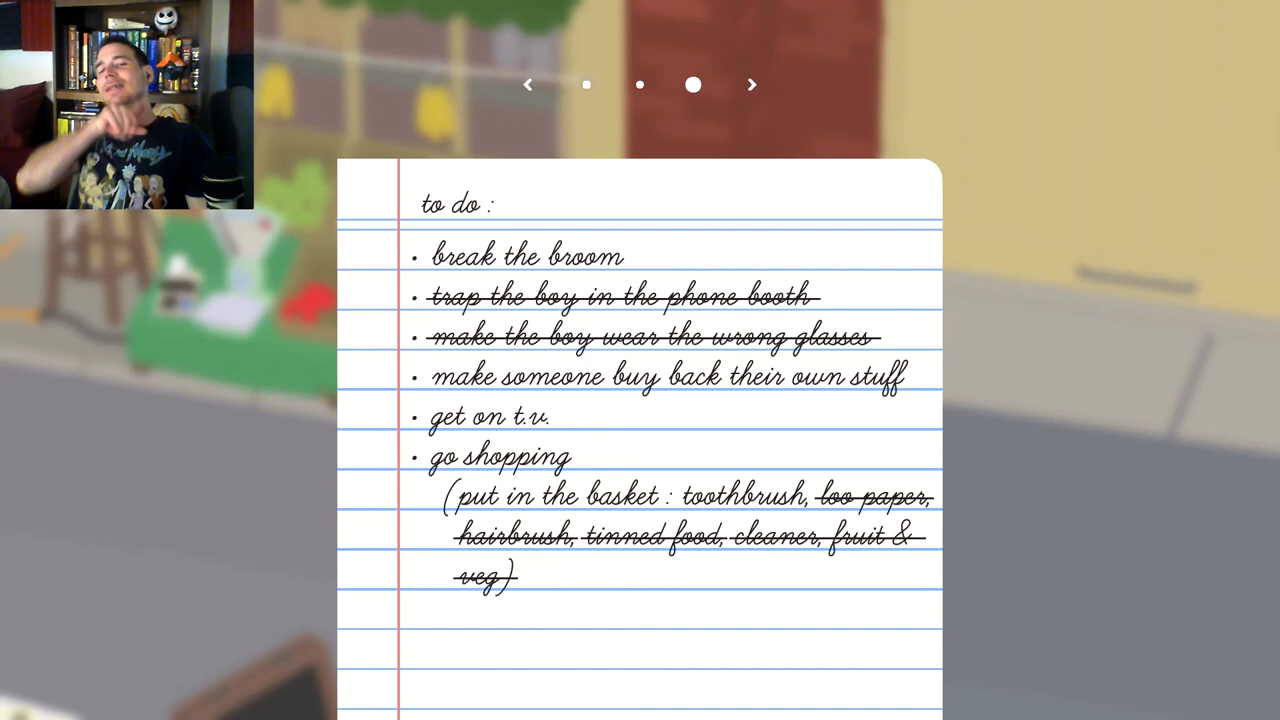 to do :
• break the broom
• trap the boy in the phone booth
• make the boy wear the wrong glasses
• make someone buy back their own stuff
• get on t.v.
• go shopping
(put in the basket : toothbrush, loo paper,
hairbrush, tinned food, cleaner, fruit &
veg)